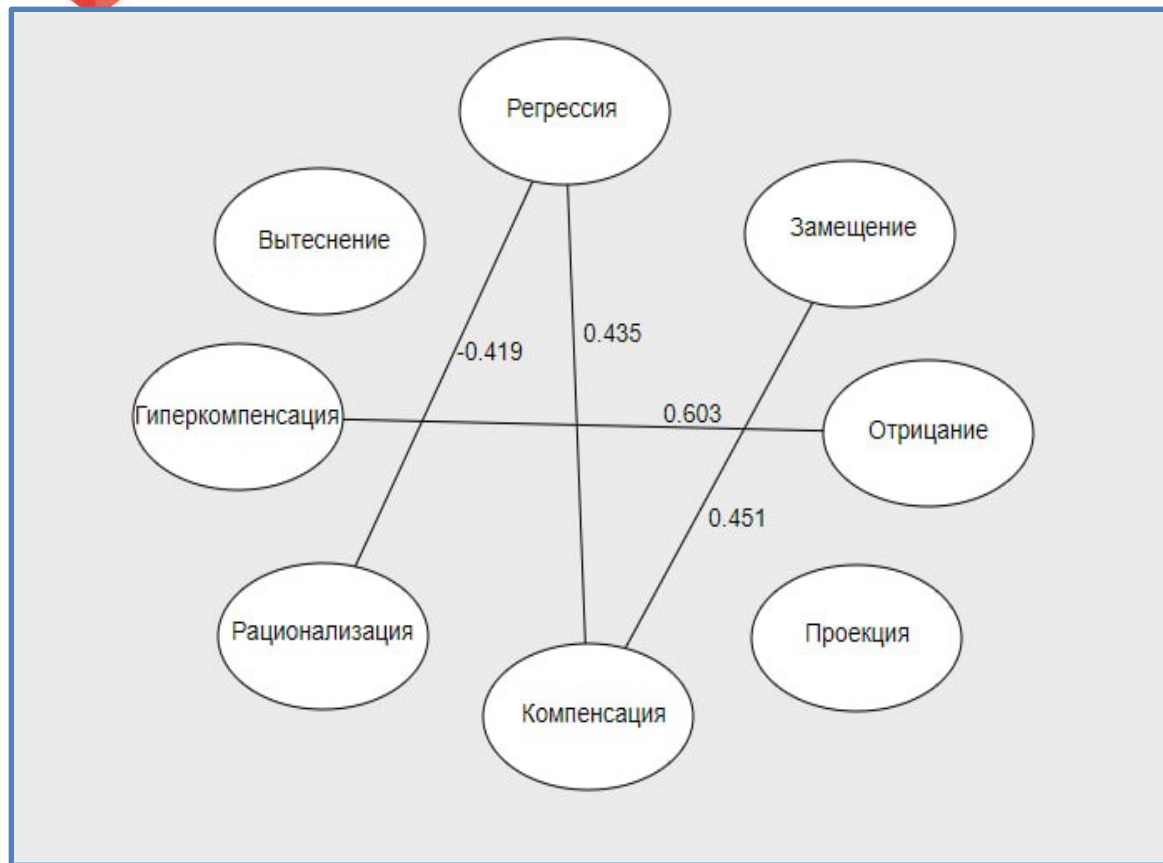 Регрессия
Замещение
Вытеснение
0.435
-0.419
Гиперкомпенсация
0.603
Отрицание
0.451
Рационализация
Проекция
Компенсация